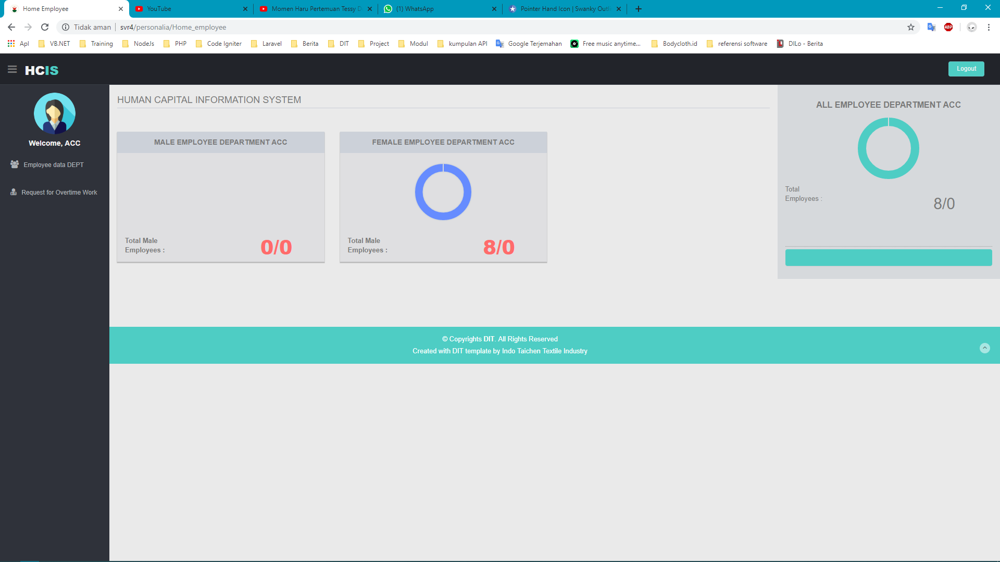 Home Employee
YouTube
Momen Haru Pertemuan Tessy D
(1) WhatsApp
Pointer Hand Icon | Swanky Outli
Tidak aman
svr4/personalia/Home_employee
ABP
Apl
VB.NET
Training
NodeJs
PHP
Code Igniter
Laravel
Berita
DIT
Project
Modul
kumpulan API
Google Terjemahan
Free music anytime...
Bodycloth.id
referensi software
DILo - Berita
HCIS
Logout
Welcome, ACC
Employee data DEPT
Request for Overtime Work
HUMAN CAPITAL INFORMATION SYSTEM
MALE EMPLOYEE DEPARTMENT ACC
Total Male
Employees :
0/0
FEMALE EMPLOYEE DEPARTMENT ACC
Total Male
Employees :
8/0
ALL EMPLOYEE DEPARTMENT ACC
Total
Employees :
8/0
© Copyrights DIT. All Rights Reserved
Created with DIT template by Indo Taichen Textile Industry